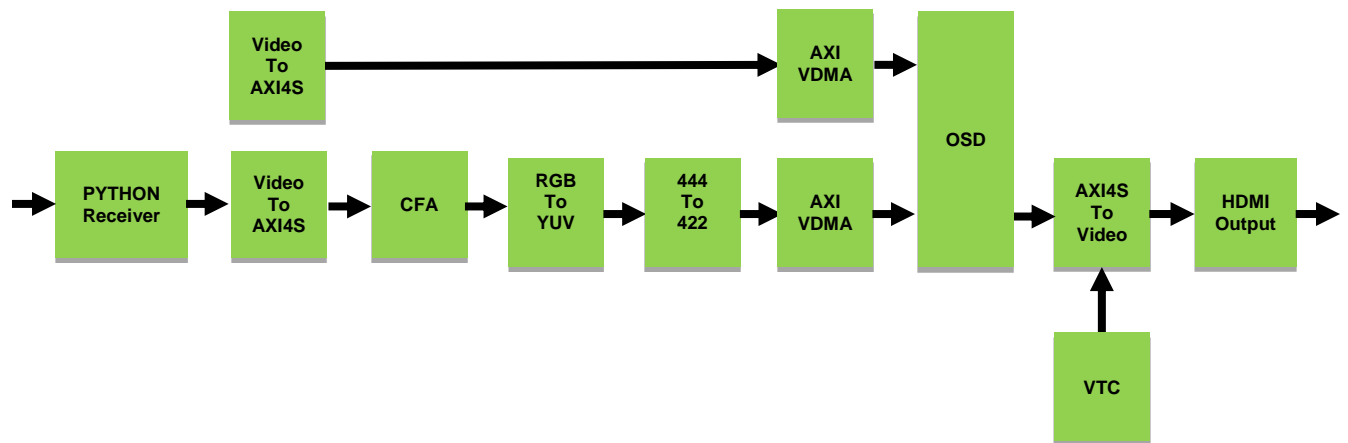 Video
To
AXI4S
AXI
VDMA
OSD
PYTHON
Receiver
Video
To
AXI4S
CFA
RGB
To
YUV
444
To
422
AXI
VDMA
AXI4S
To
Video
HDMI
Output
VTC